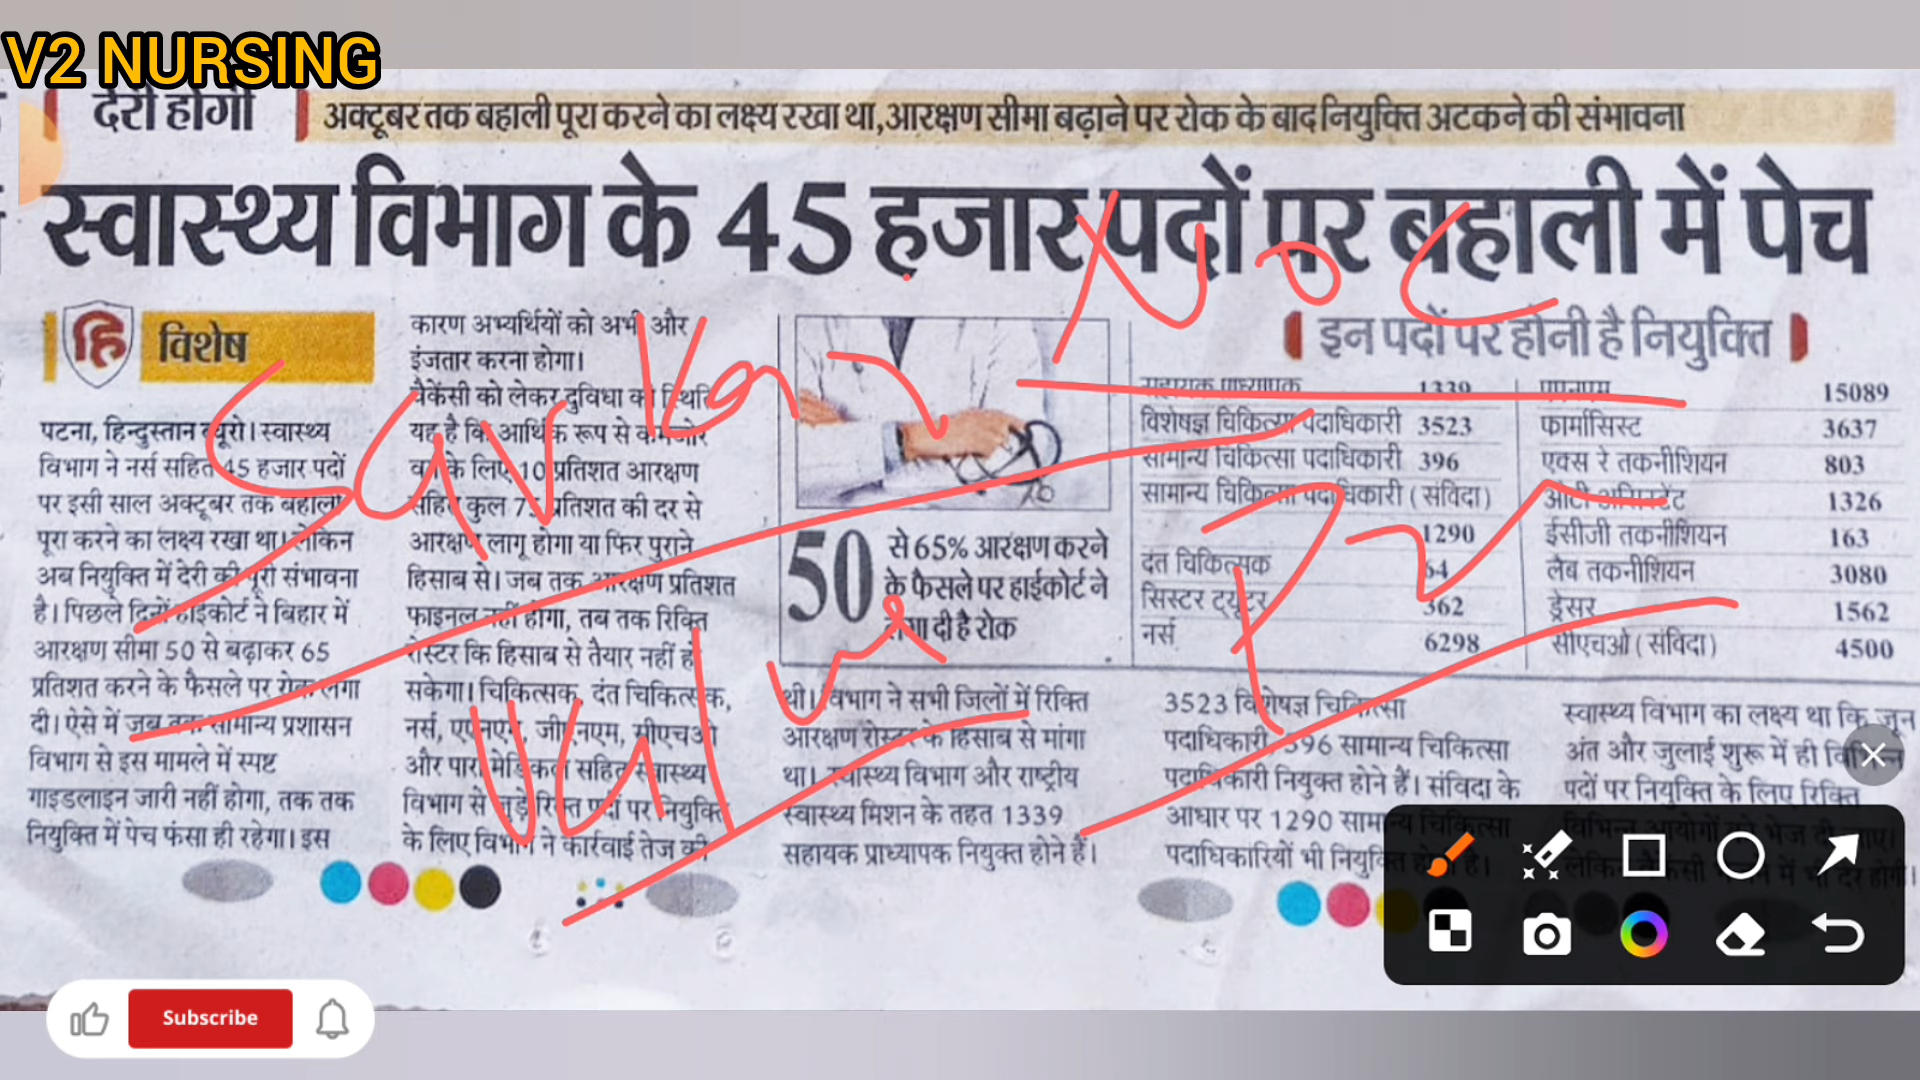 V2 NURSING
देरी होगी
अक्टूबर तक बहाली पूरा करने का लक्ष्य रखा था, आरक्षण सीमा बढ़ाने पर रोक के बाद नियुक्ति अटकने की संभावना
स्वास्थ्य विभाग के 45 हजार पदों पर बहाली में पेच
हि विशेष
पटना, हिन्दुस्तान ब्यूरो। स्वास्थ्य
विभाग ने नर्स सहित 45 हजार पदों
पर इसी साल अक्टूबर तक बहाली
पूरा करने का लक्ष्य रखा था। लेकिन
अब नियुक्ति में देरी की पूरी संभावना
है। पिछले दिनों हाईकोर्ट ने बिहार में
आरक्षण सीमा 50 से बढ़ाकर 65
प्रतिशत करने के फैसले पर रोक लगा
दी। ऐसे में जब तक सामान्य प्रशासन
विभाग से इस मामले में स्पष्ट
गाइडलाइन जारी नहीं होगा, तक तक
नियुक्ति में पेच फंसा ही रहेगा। इस
कारण अभ्यर्थियों को अभी और
इंजतार करना होगा।
वैकेंसी को लेकर दुविधा की स्थिति
यह है कि आर्थिक रूप से कमजोर
वर्ग के लिए 10 प्रतिशत आरक्षण
सहित कुल 75 प्रतिशत की दर से
आरक्षण लागू होगा या फिर पुराने
हिसाब से। जब तक आरक्षण प्रतिशत
फाइनल नहीं होगा, तब तक रिक्ति
रोस्टर कि हिसाब से तैयार नहीं हो
सकेगा। चिकित्सक, दंत चिकित्सक,
नर्स, एएनएम, जीएनएम, सीएचओ
और पारा मेडिकल सहित स्वास्थ्य
विभाग से जुड़े रिक्त पदों पर नियुक्ति
के लिए विभाग ने कार्रवाई तेज की
50 से 65% आरक्षण करने
के फैसले पर हाईकोर्ट ने
लगा दी है रोक
थी। विभाग ने सभी जिलों में रिक्ति
आरक्षण रोस्टर के हिसाब से मांगा
था। स्वास्थ्य विभाग और राष्ट्रीय
स्वास्थ्य मिशन के तहत 1339
सहायक प्राध्यापक नियुक्त होने हैं।
इन पदों पर होनी है नियुक्ति
सहायक प्राध्यापक 1339
विशेषज्ञ चिकित्सा पदाधिकारी 3523
सामान्य चिकित्सा पदाधिकारी 396
सामान्य चिकित्सा पदाधिकारी (संविदा)
1290
दंत चिकित्सक 64
सिस्टर ट्यूटर 362
नर्स 6298
एएनएम 15089
फार्मासिस्ट 3637
एक्स रे तकनीशियन 803
ओटी असिस्टेंट 1326
ईसीजी तकनीशियन 163
लैब तकनीशियन 3080
ड्रेसर 1562
सीएचओ (संविदा) 4500
3523 विशेषज्ञ चिकित्सा
पदाधिकारी, 396 सामान्य चिकित्सा
पदाधिकारी नियुक्त होने हैं। संविदा के
आधार पर 1290 सामान्य चिकित्सा
पदाधिकारियों भी नियुक्ति होनी है।
स्वास्थ्य विभाग का लक्ष्य था कि जून
अंत और जुलाई शुरू में ही विभिन्न
पदों पर नियुक्ति के लिए रिक्ति
विभिन्न आयोगों को भेज दी जाए।
Subscribe